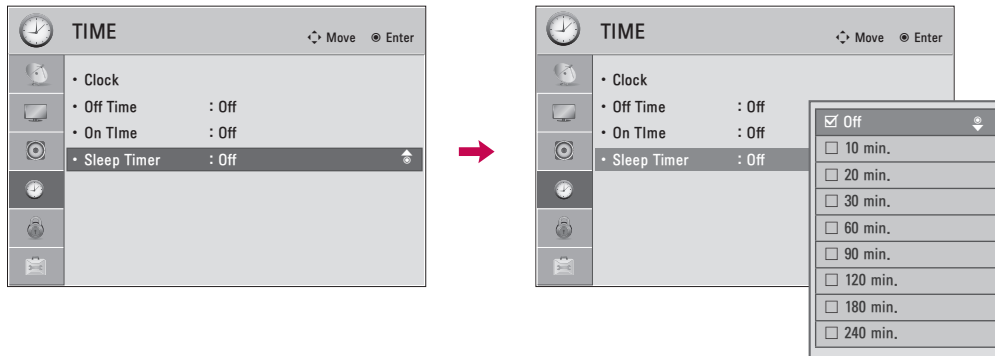 TIME
Move Enter
• Clock
• Off Time : Off
• On TIme : Off
• Sleep Timer : Off
TIME
Move Enter
• Clock
• Off Time : Off
• On TIme : Off
• Sleep Timer : Off
☑ Off
☐ 10 min.
☐ 20 min.
☐ 30 min.
☐ 60 min.
☐ 90 min.
☐ 120 min.
☐ 180 min.
☐ 240 min.